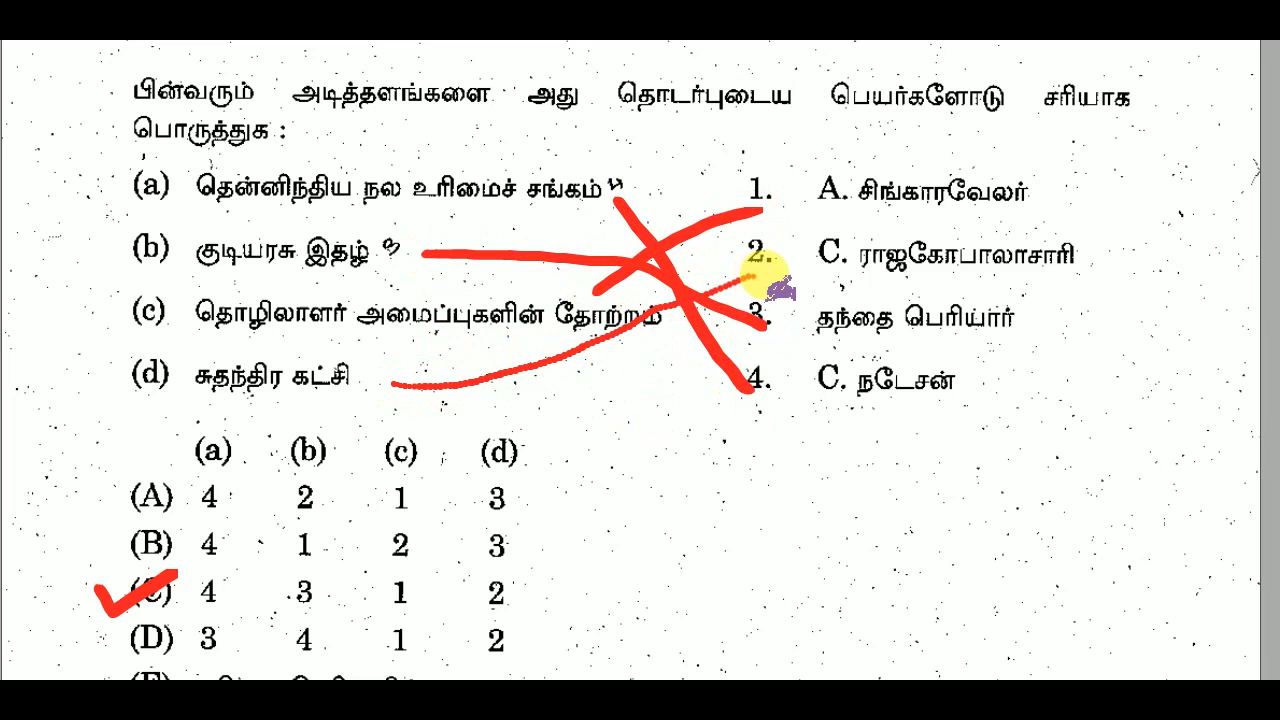 பின்வரும் அடித்தளங்களை அது தொடர்புடைய பெயர்களோடு சரியாக
பொருத்துக :
(a) தென்னிந்திய நல உரிமைச் சங்கம் 4 1. A. சிங்காரவேலர்
(b) குடியரசு இதழ் 3 2. C. ராஜகோபாலாசாரி
(c) தொழிலாளர் அமைப்புகளின் தோற்றம் 3. தந்தை பெரியார்
(d) சுதந்திர கட்சி 4. C. நடேசன்
(a) (b) (c) (d)
(A) 4 2 1 3
(B) 4 1 2 3
(C) 4 3 1 2
(D) 3 4 1 2